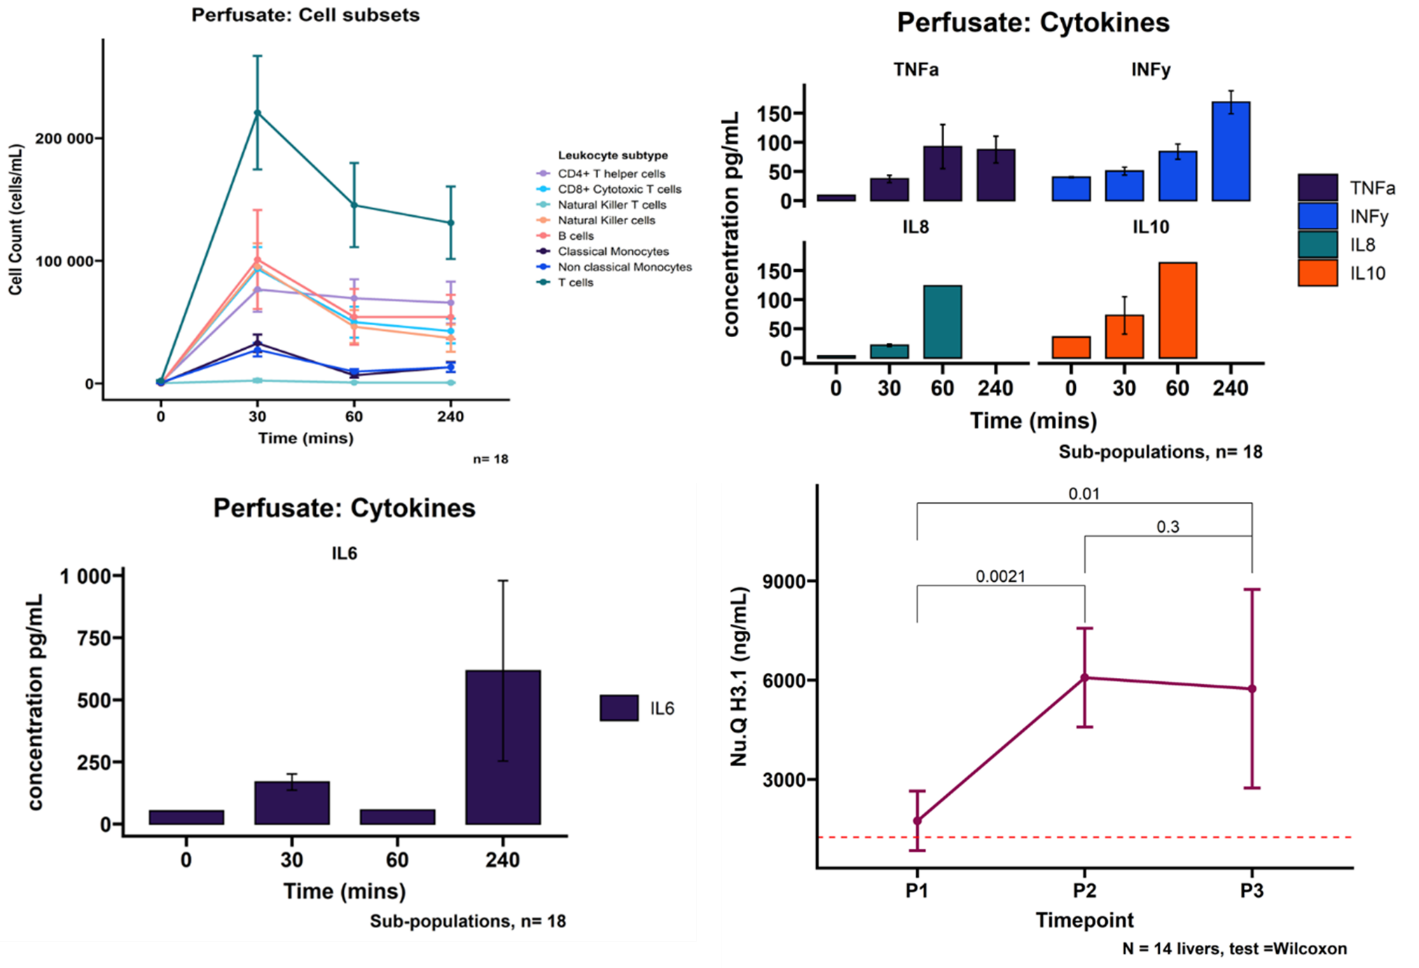 Perfusate: Cell subsets
Cell Count (cells/mL)
200 000
100 000
0
0 30 60 240
Time (mins)
n= 18
Leukocyte subtype
CD4+ T helper cells
CD8+ Cytotoxic T cells
Natural Killer T cells
Natural Killer cells
B cells
Classical Monocytes
Non classical Monocytes
T cells
Perfusate: Cytokines
TNFa INFy
concentration pg/mL
150
100
50
0
IL8 IL10
150
100
50
0
0 30 60 240 0 30 60 240
Time (mins)
Sub-populations, n= 18
TNFa
INFy
IL8
IL10
Perfusate: Cytokines
IL6
concentration pg/mL
1 000
750
500
250
0
0 30 60 240
Time (mins)
Sub-populations, n= 18
IL6
Nu.Q H3.1 (ng/mL)
0.01
0.3
0.0021
9000
6000
3000
P1 P2 P3
Timepoint
N = 14 livers, test =Wilcoxon